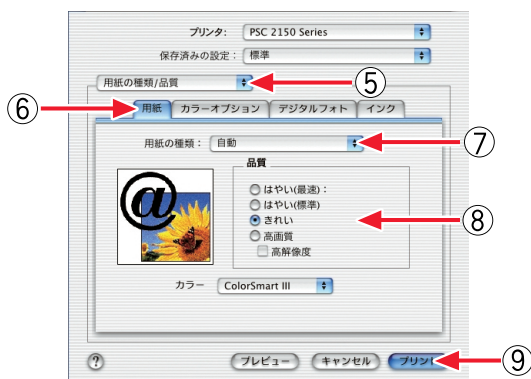 プリンタ: PSC 2150 Series
保存済みの設定: 標準
用紙の種類/品質 ⑤
⑥ 用紙 カラーオプション デジタルフォト インク
用紙の種類: 自動 ⑦
品質
はやい(最速):
はやい(標準)
きれい ⑧
高画質
高解像度
@
カラー ColorSmart III
? プレビュー キャンセル プリント ⑨